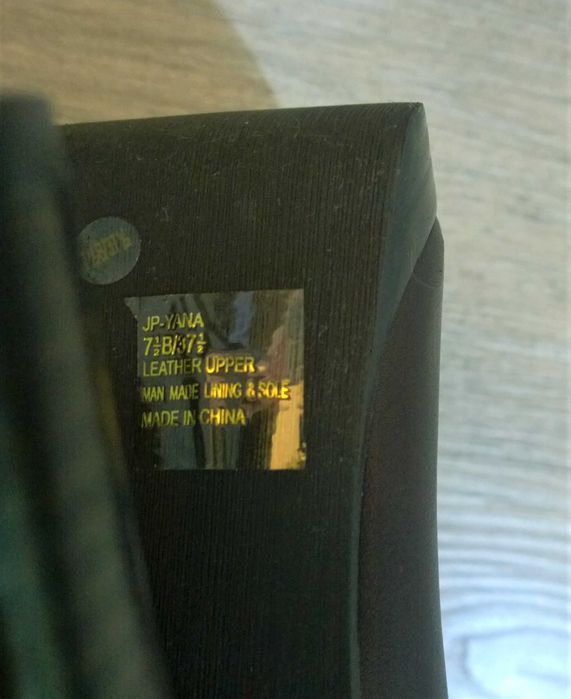 JP-YANA
7½B/37½
LEATHER UPPER
MAN MADE LINING & SOLE
MADE IN CHINA